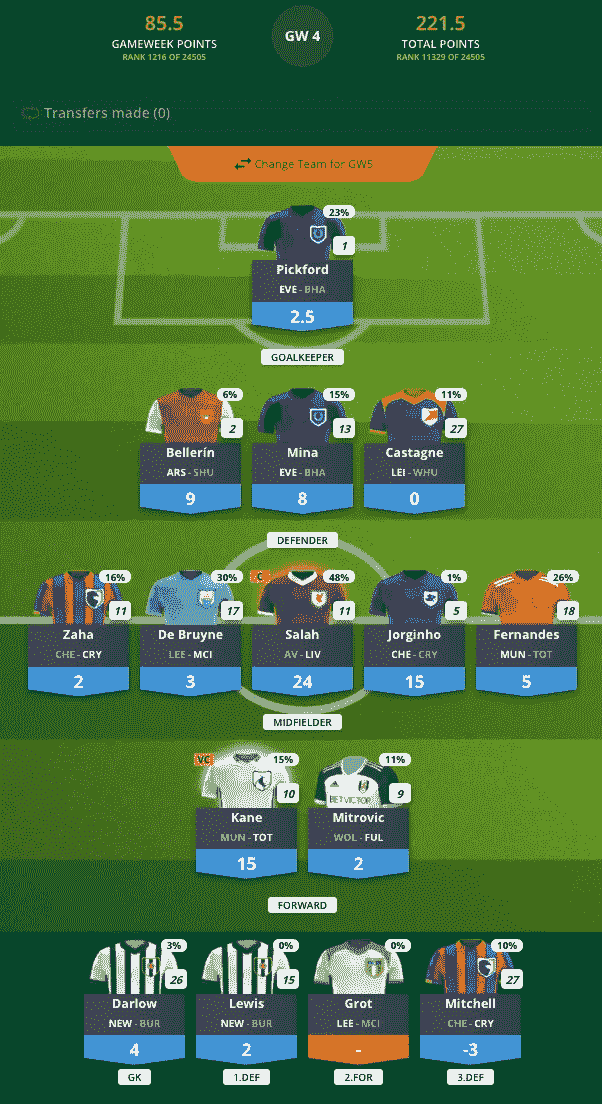 85.5
GAMEWEEK POINTS
RANK 1216 OF 24505
GW 4
221.5
TOTAL POINTS
RANK 11329 OF 24505
Transfers made (0)
Change Team for GW5
23%
1
Pickford
EVE - BHA
2.5
GOALKEEPER
6% 15% 11%
2 13 27
Bellerín Mina Castagne
ARS - SHU EVE - BHA LEI - WHU
9 8 0
DEFENDER
16% 30% C 48% 1% 26%
11 17 11 5 18
Zaha De Bruyne Salah Jorginho Fernandes
CHE - CRY LEE - MCI AV - LIV CHE - CRY MUN - TOT
2 3 24 15 5
MIDFIELDER
VC 15% 11%
10 9
BETVICTOR
Kane Mitrovic
MUN - TOT WOL - FUL
15 2
FORWARD
3% 0% 0% 10%
26 15 27
Darlow Lewis Grot Mitchell
NEW - BUR NEW - BUR LEE - MCI CHE - CRY
4 2 - -3
GK 1.DEF 2.FOR 3.DEF